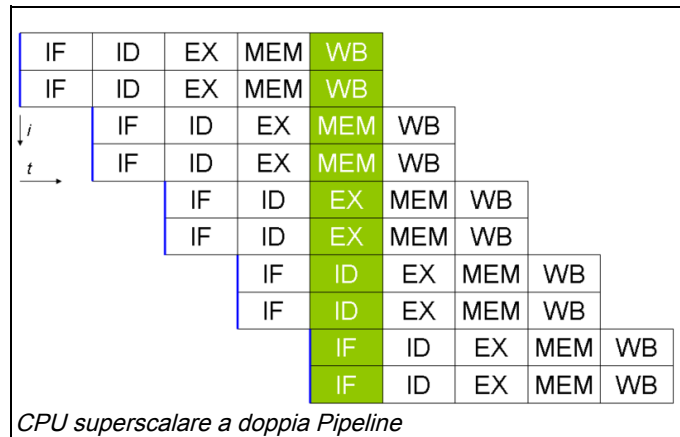 IF ID EX MEM WB
IF ID EX MEM WB
i IF ID EX MEM WB
t IF ID EX MEM WB
IF ID EX MEM WB
IF ID EX MEM WB
IF ID EX MEM WB
IF ID EX MEM WB
IF ID EX MEM WB
IF ID EX MEM WB
CPU superscalare a doppia Pipeline